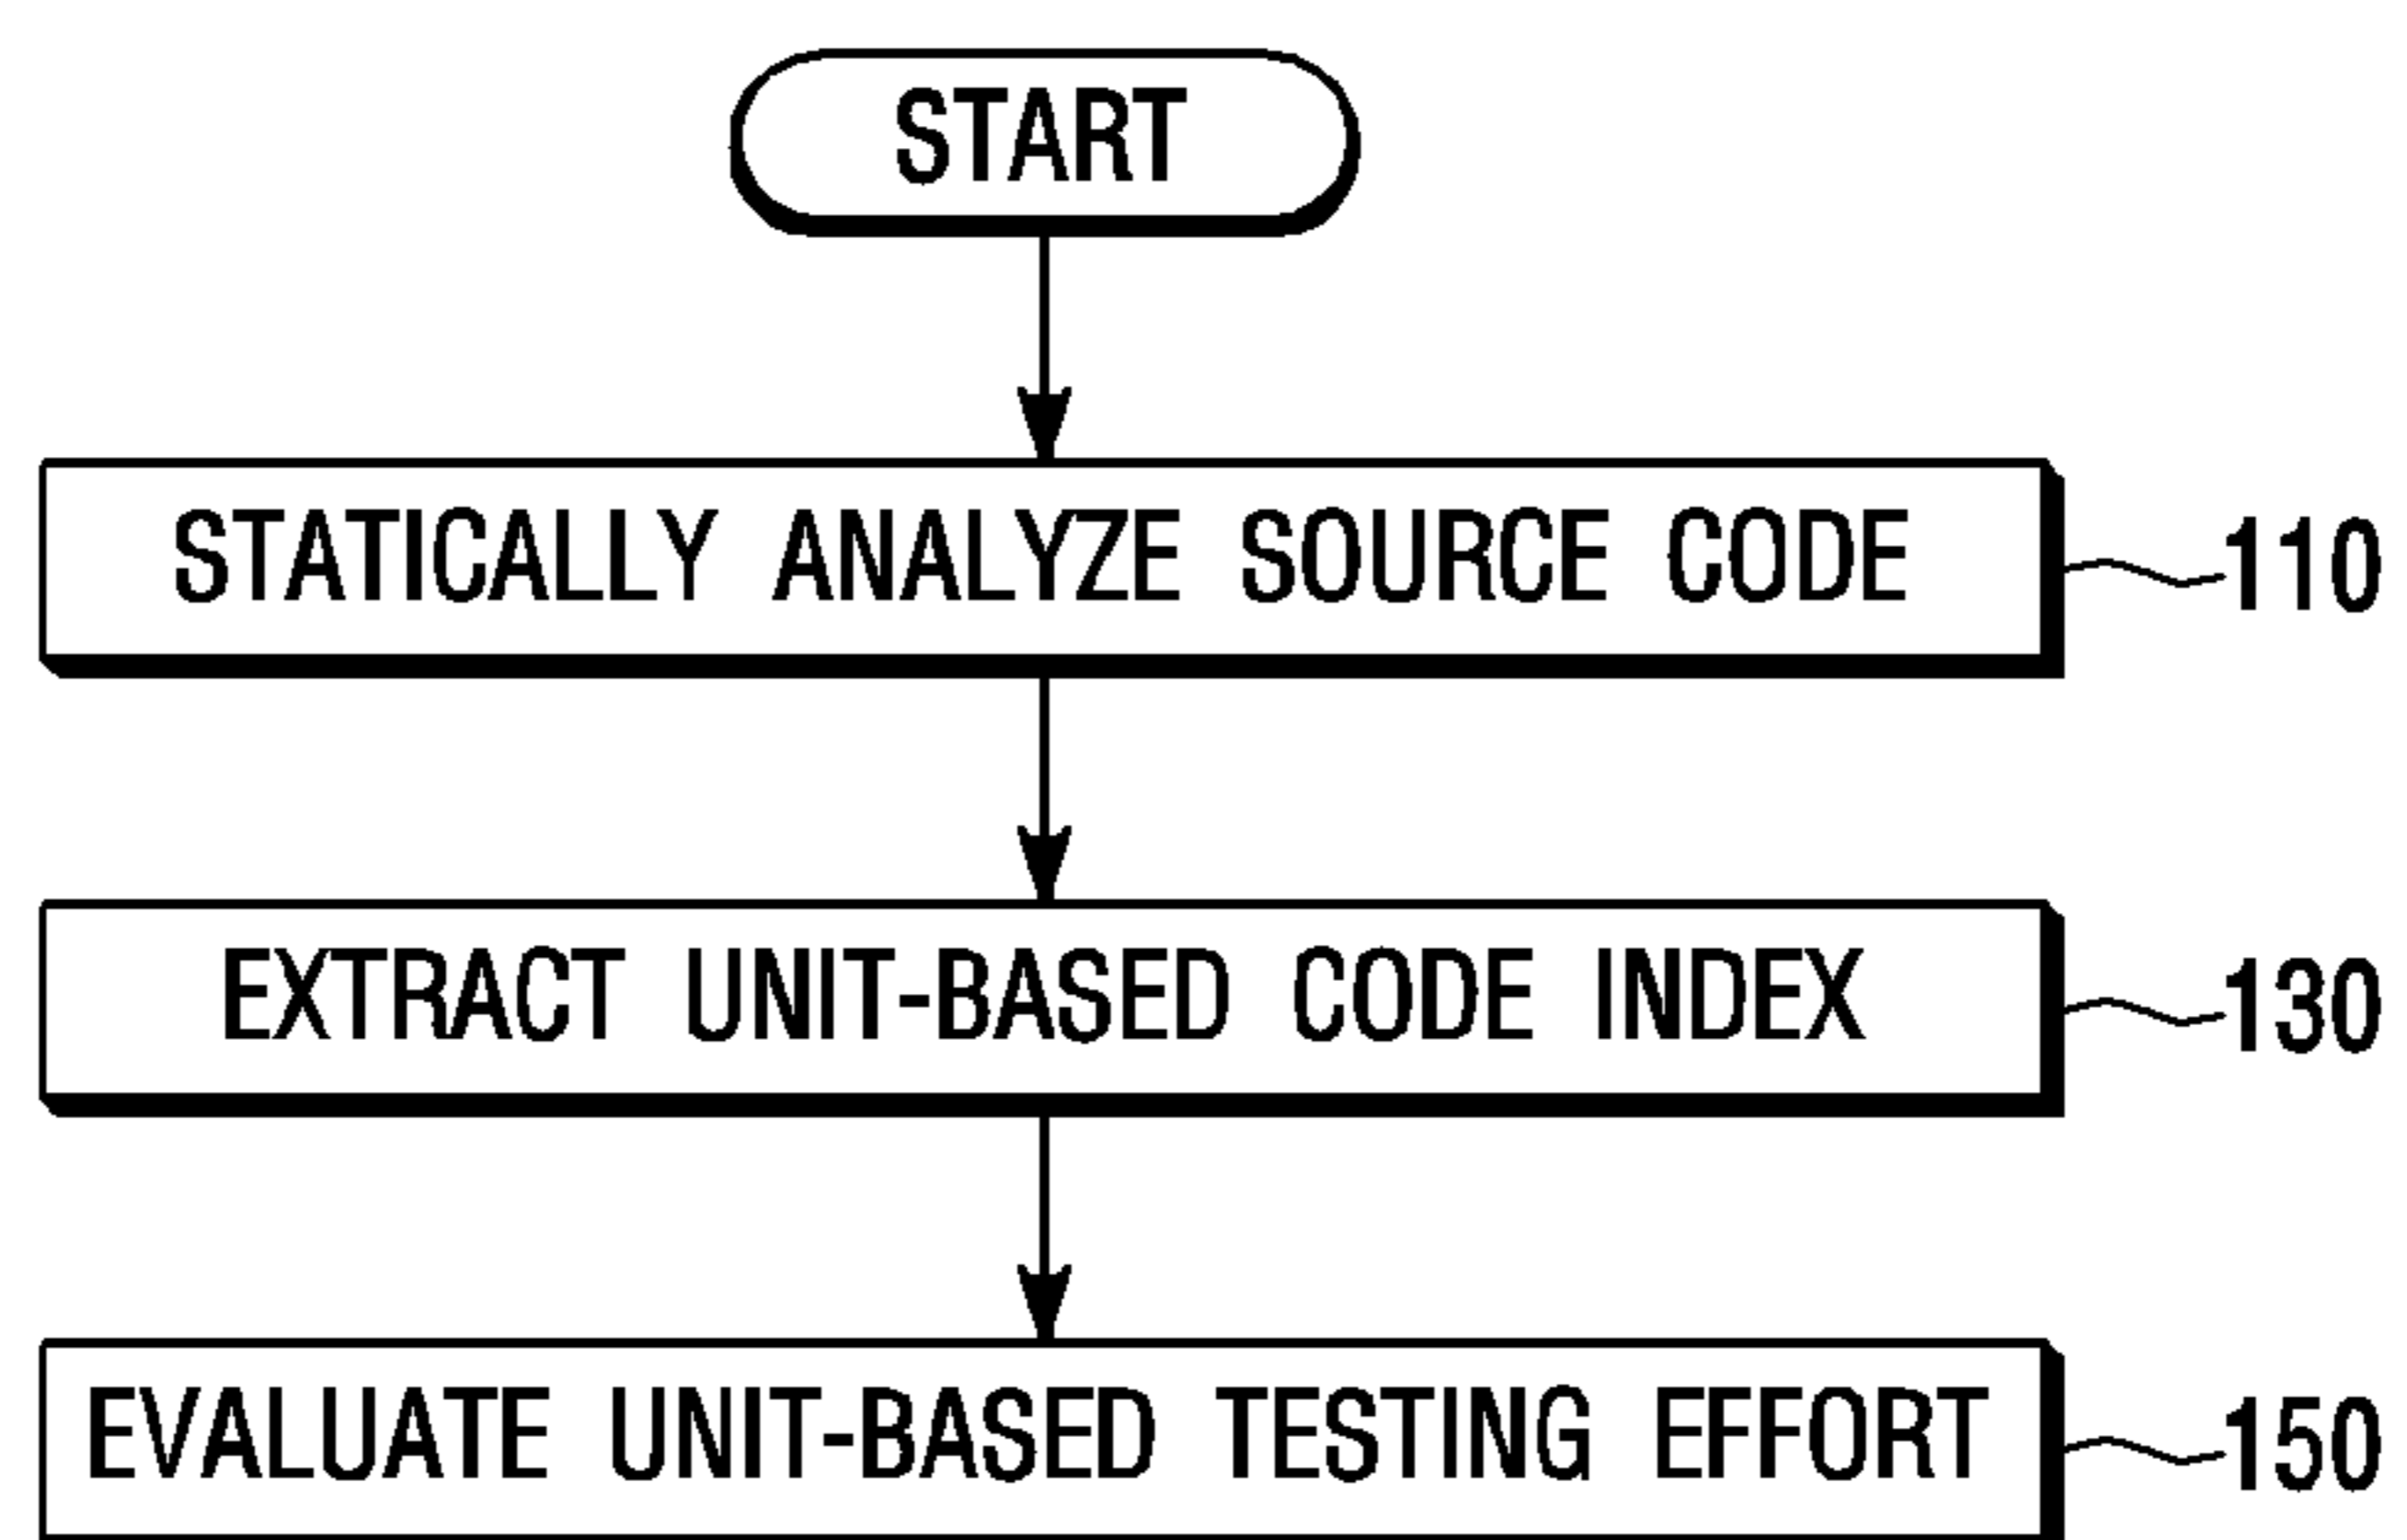 START
STATICALLY ANALYZE SOURCE CODE 110
EXTRACT UNIT-BASED CODE INDEX 130
EVALUATE UNIT-BASED TESTING EFFORT 150